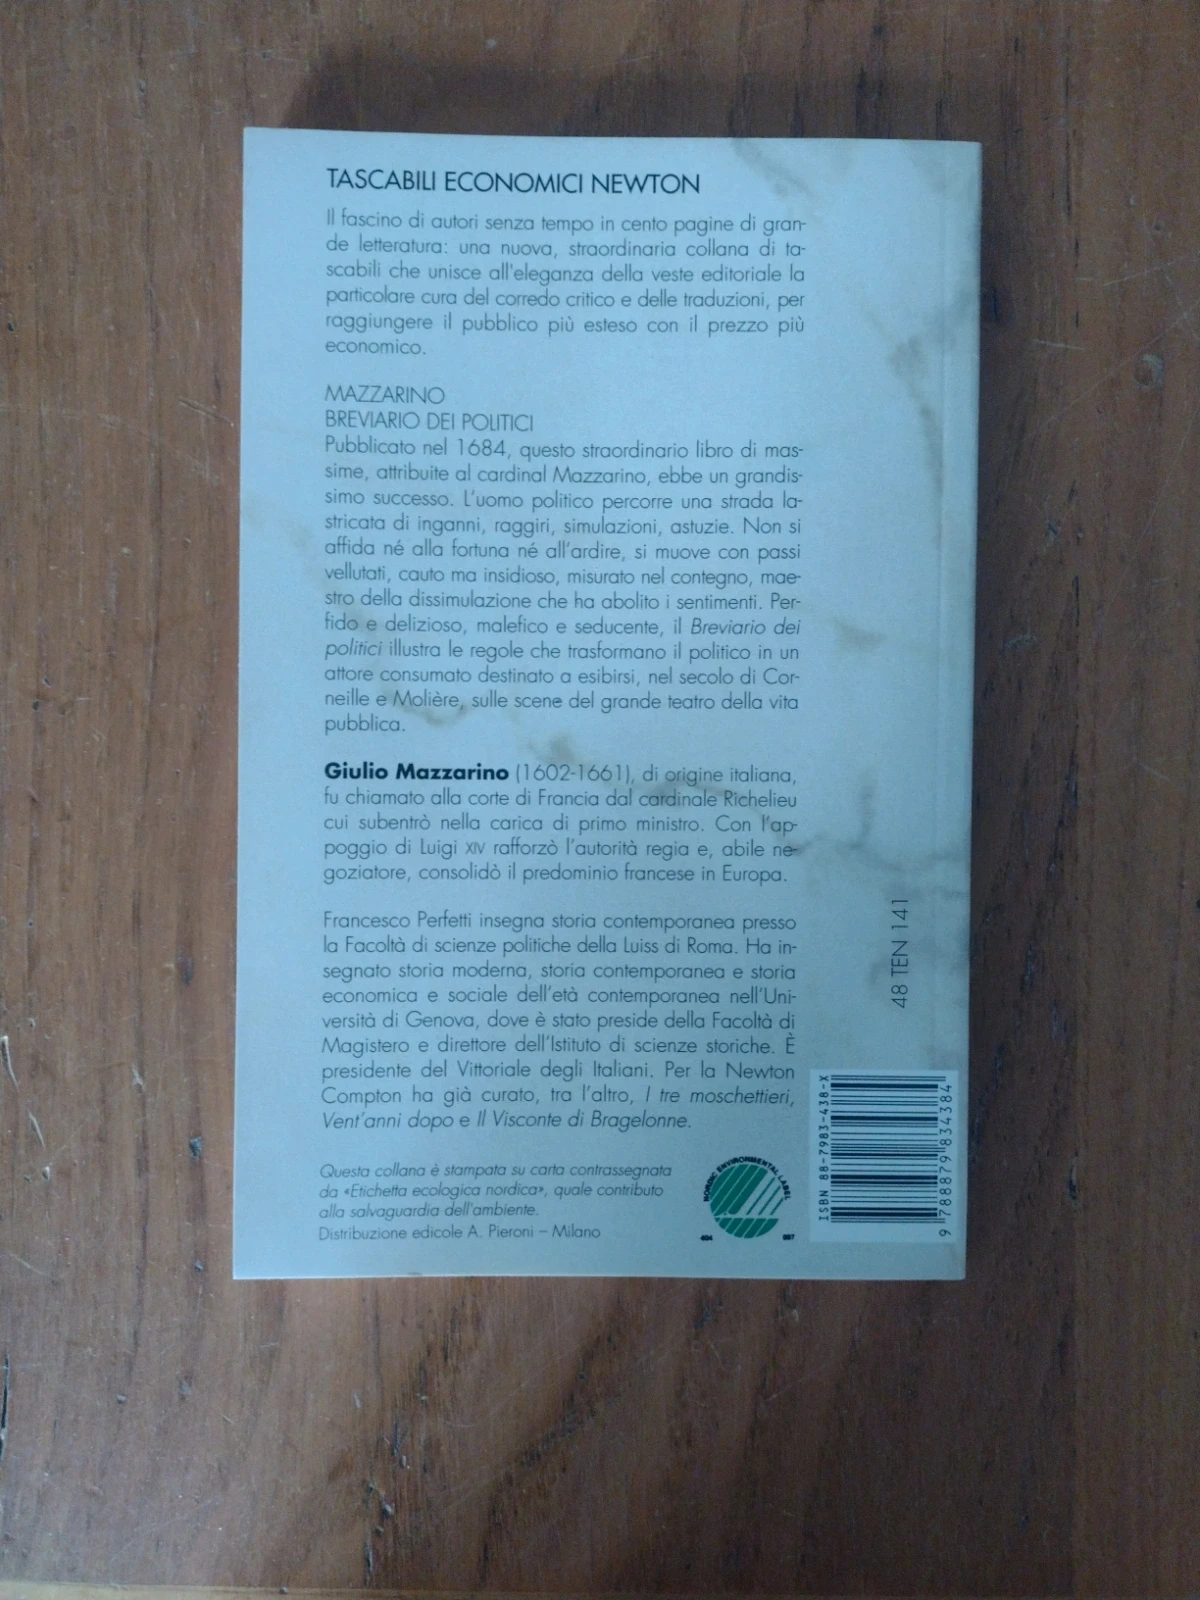 TASCABILI ECONOMICI NEWTON
Il fascino di autori senza tempo in cento pagine di gran-
de letteratura: una nuova, straordinaria collana di ta-
scabili che unisce all'eleganza della veste editoriale la
particolare cura del corredo critico e delle traduzioni, per
raggiungere il pubblico più esteso con il prezzo più
economico.
MAZZARINO
BREVIARIO DEI POLITICI
Pubblicato nel 1684, questo straordinario libro di mas-
sime, attribuite al cardinal Mazzarino, ebbe un grandis-
simo successo. L'uomo politico percorre una strada la-
stricata di inganni, raggiri, simulazioni, astuzie. Non si
affida né alla fortuna né all'ardire, si muove con passi
vellutati, cauto ma insidioso, misurato nel contegno, mae-
stro della dissimulazione che ha abolito i sentimenti. Per-
fido e delizioso, malefico e seducente, il Breviario dei
politici illustra le regole che trasformano il politico in un
attore consumato destinato a esibirsi, nel secolo di Cor-
neille e Molière, sulle scene del grande teatro della vita
pubblica.
Giulio Mazzarino (1602-1661), di origine italiana,
fu chiamato alla corte di Francia dal cardinale Richelieu
cui subentrò nella carica di primo ministro. Con l'ap-
poggio di Luigi XIV rafforzò l'autorità regia e, abile ne-
goziatore, consolidò il predominio francese in Europa.
Francesco Perfetti insegna storia contemporanea presso
la Facoltà di scienze politiche della Luiss di Roma. Ha in-
segnato storia moderna, storia contemporanea e storia
economica e sociale dell'età contemporanea nell'Uni-
versità di Genova, dove è stato preside della Facoltà di
Magistero e direttore dell'Istituto di scienze storiche. È
presidente del Vittoriale degli Italiani. Per la Newton
Compton ha già curato, tra l'altro, I tre moschettieri,
Vent'anni dopo e Il Visconte di Bragelonne.
Questa collana è stampata su carta contrassegnata
da «Etichetta ecologica nordica», quale contributo
alla salvaguardia dell'ambiente.
Distribuzione edicole A. Pieroni – Milano
NORDIC ENVIRONMENTAL LABEL
404 087
48 TEN 141
ISBN 88-7983-438-X
9 788879 834384